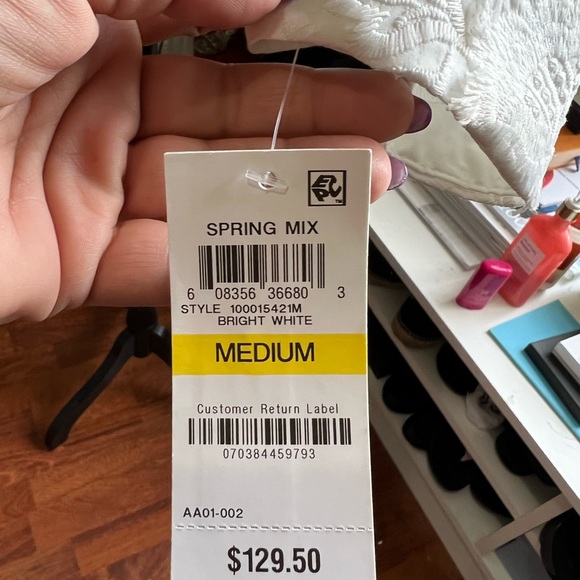 EPC™
SPRING MIX
6 08356 36680 3
STYLE 100015421M
BRIGHT WHITE
MEDIUM
Customer Return Label
070384459793
AA01-002
$129.50